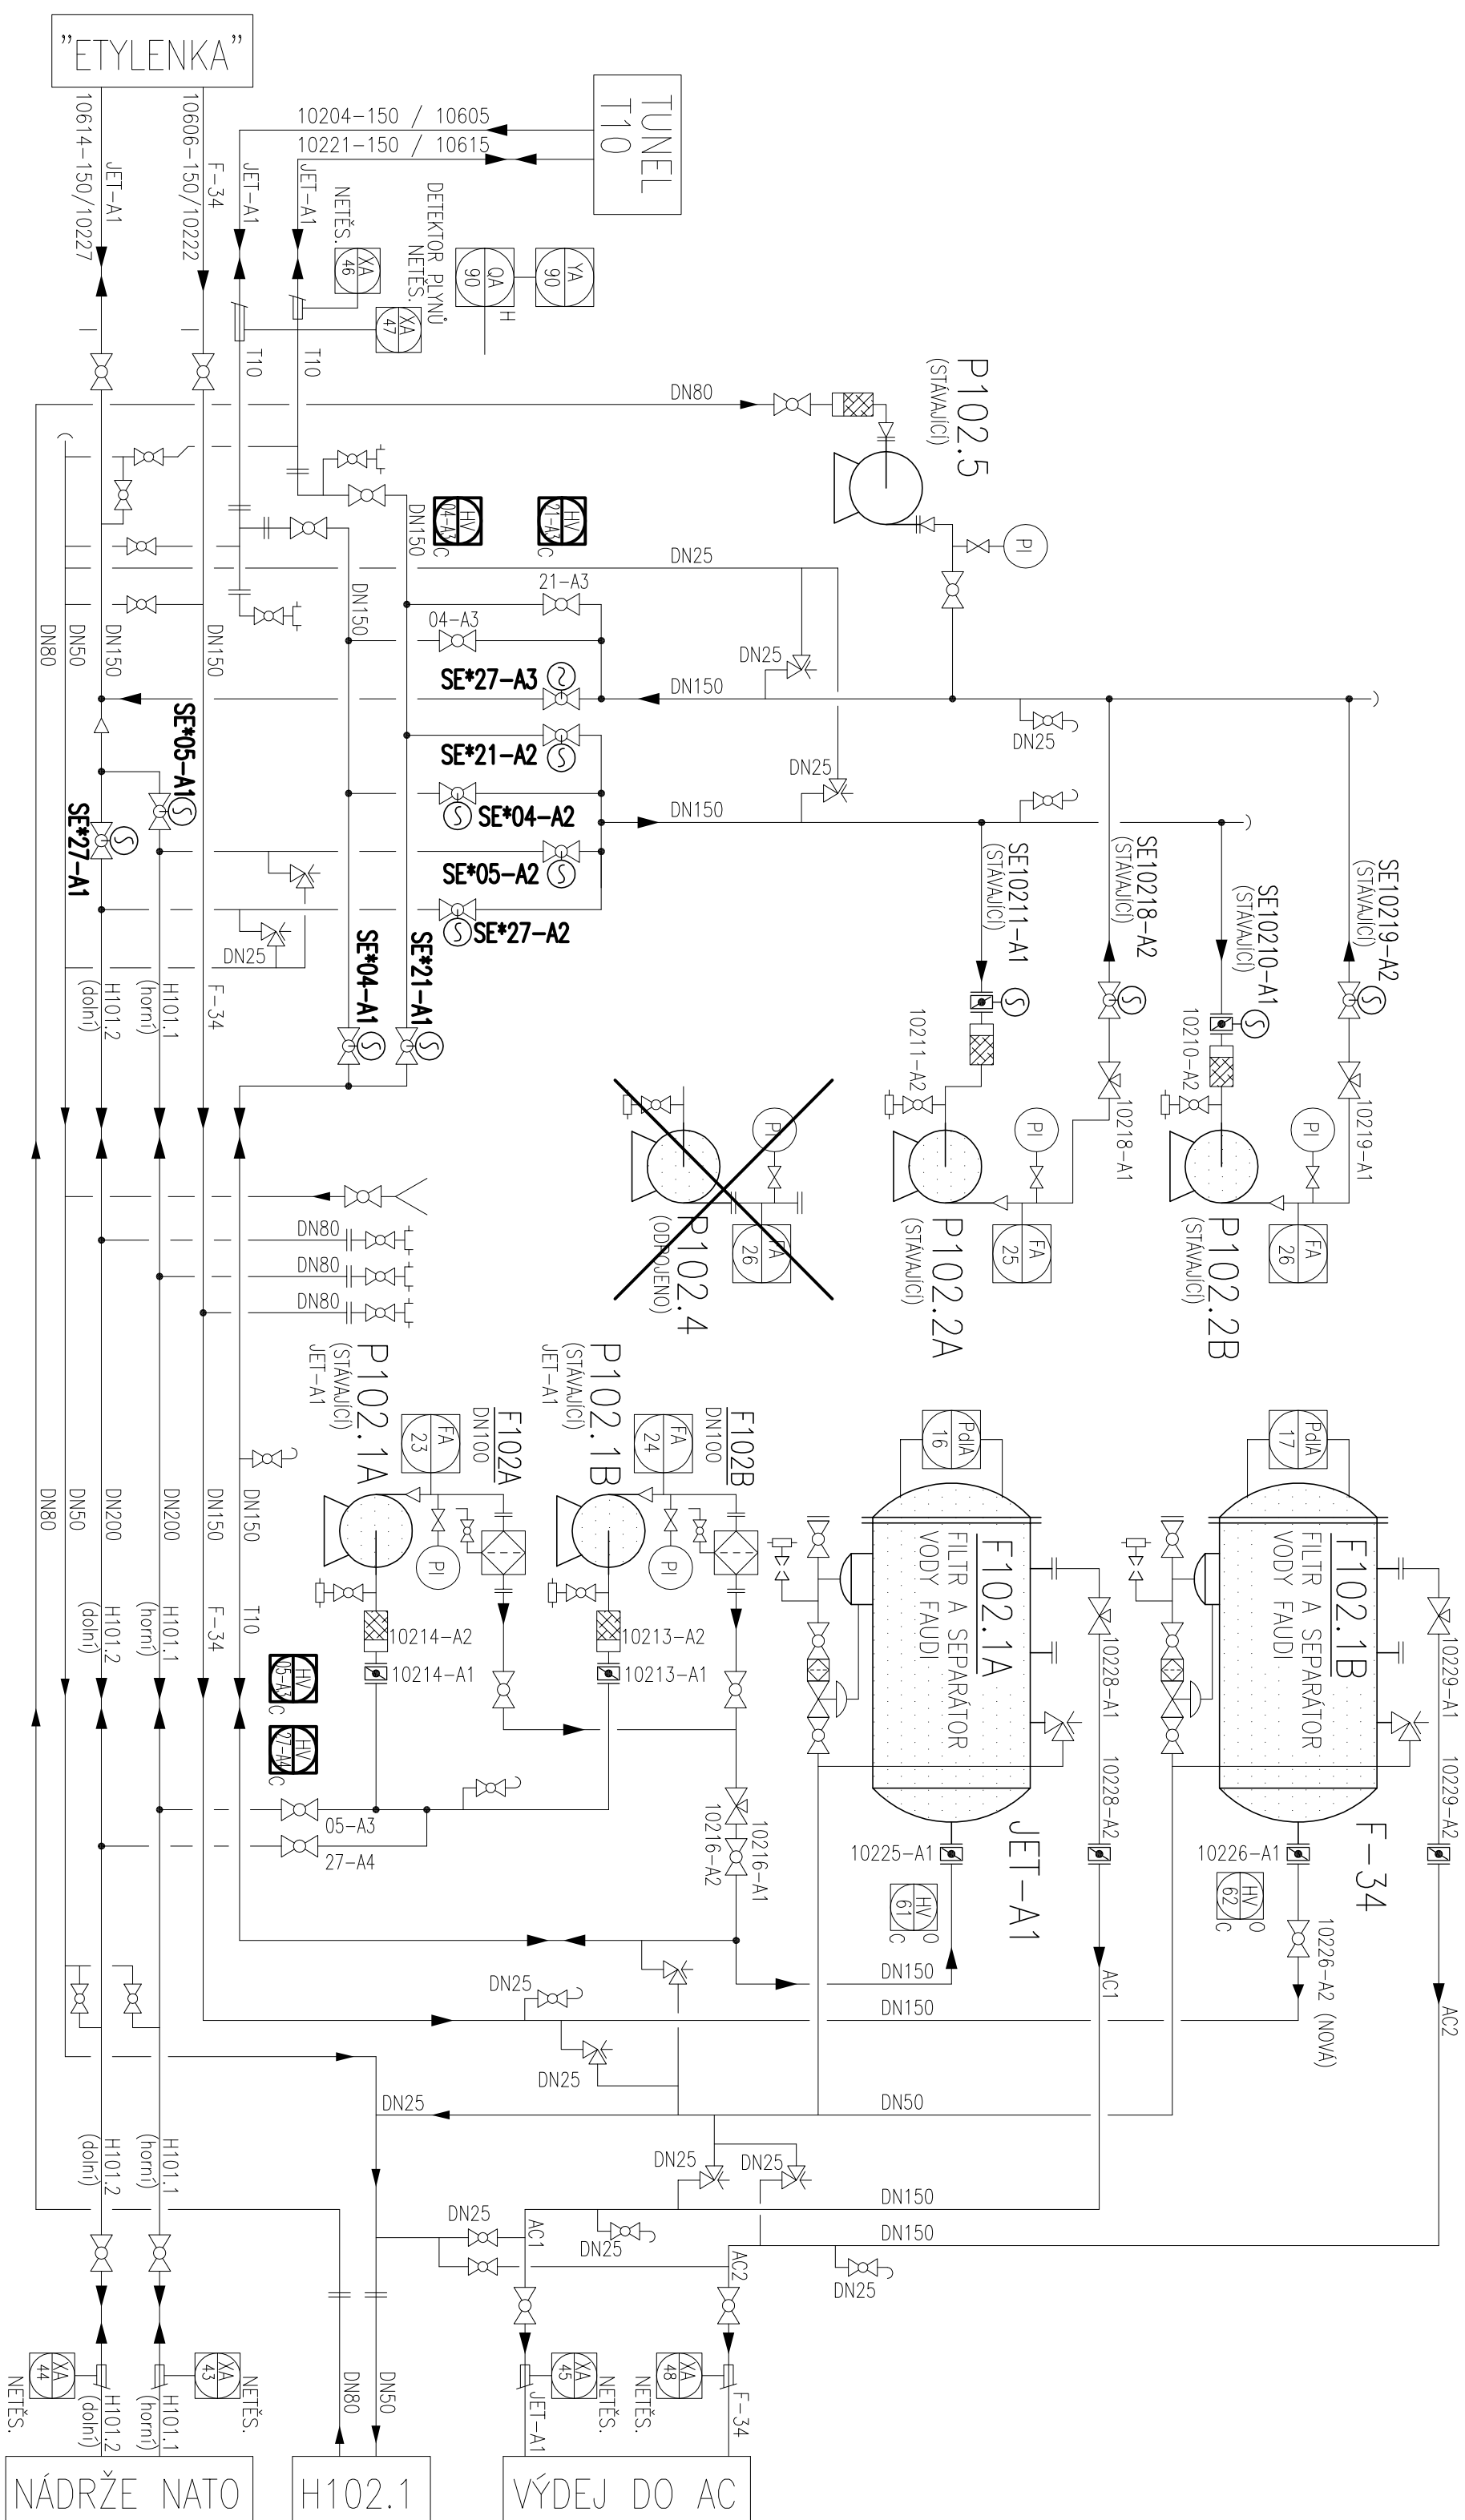 "ETYLENKA"
TUNEL
T10
10204-150 / 10605
10221-150 / 10615
10614-150/10227
JET-A1
10606-150/10222
F-34
JET-A1
JET-A1
NETĚS.
XA
46
DETEKTOR PLYNŮ
NETĚS.
XA
47
QA
90
H
YA
90
T10
T10
P102.5
(STÁVAJÍCÍ)
DN80
PI
HV
04-A3
C
HV
21-A3
C
DN150
DN25
21-A3
DN150
04-A3
DN80
DN50
DN150
DN150
SE*27-A3
DN150
DN25
DN25
SE*05-A1
SE*21-A2
DN25
SE*27-A1
SE*04-A2
DN150
SE*05-A2
SE*27-A2
DN25
SE*04-A1
SE*21-A1
SE10211-A1
(STÁVAJÍCÍ)
SE10218-A2
(STÁVAJÍCÍ)
SE10210-A1
(STÁVAJÍCÍ)
SE10219-A2
(STÁVAJÍCÍ)
H101.2
(dolní)
H101.1
(horní)
F-34
10211-A2
10218-A1
10210-A2
10219-A1
PI
PI
PI
FA
26
FA
25
FA
26
P102.4
(ODPOJENO)
P102.2A
(STÁVAJÍCÍ)
P102.2B
(STÁVAJÍCÍ)
DN80
DN80
DN80
P102.1A
(STÁVAJÍCÍ)
JET-A1
FA
23
F102A
DN100
P102.1B
(STÁVAJÍCÍ)
JET-A1
FA
24
F102B
DN100
PdIA
16
PdIA
17
PI
PI
F102.1A
FILTR A SEPARÁTOR
VODY FAUDI
F102.1B
FILTR A SEPARÁTOR
VODY FAUDI
DN80
DN50
DN200
DN200
DN150
DN150
H101.2
(dolní)
H101.1
(horní)
F-34
T10
10214-A2
10214-A1
10213-A2
10213-A1
10228-A1
10228-A2
10229-A1
10229-A2
HV
05-A3
C
HV
27-A4
C
05-A3
27-A4
10216-A2
10216-A1
JET-A1
F-34
10225-A1
HV
61
O
C
10226-A1
HV
62
O
C
10226-A2 (NOVÁ)
AC1
AC2
DN25
DN150
DN150
DN25
DN25
DN50
DN25
DN25
DN150
H101.2
(dolní)
H101.1
(horní)
DN25
DN25
DN150
DN25
AC1
AC2
XA
44
NETĚS.
H101.2
(dolní)
XA
43
NETĚS.
H101.1
(horní)
DN80
DN50
XA
45
NETĚS.
JET-A1
XA
48
NETĚS.
F-34
NÁDRŽE NATO
H102.1
VÝDEJ DO AC